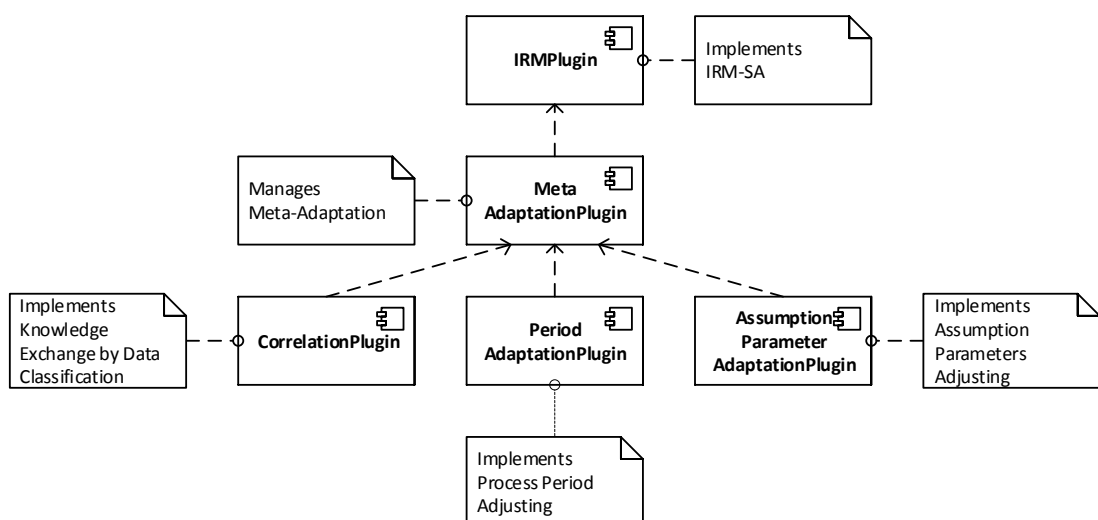 IRMPlugin
Implements
IRM-SA
Manages
Meta-Adaptation
Meta
AdaptationPlugin
Implements
Knowledge
Exchange by Data
Classification
CorrelationPlugin
Period
AdaptationPlugin
Assumption
Parameter
AdaptationPlugin
Implements
Assumption
Parameters
Adjusting
Implements
Process Period
Adjusting